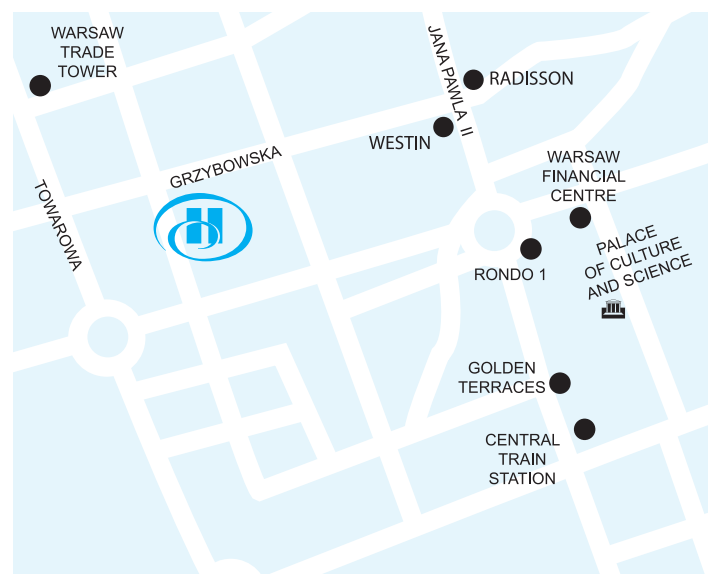 WARSAW
TRADE
TOWER
JANA PAWLA II
RADISSON
WESTIN
GRZYBOWSKA
WARSAW
FINANCIAL
CENTRE
TOWAROWA
H
PALACE
OF CULTURE
AND SCIENCE
RONDO 1
GOLDEN
TERRACES
CENTRAL
TRAIN
STATION